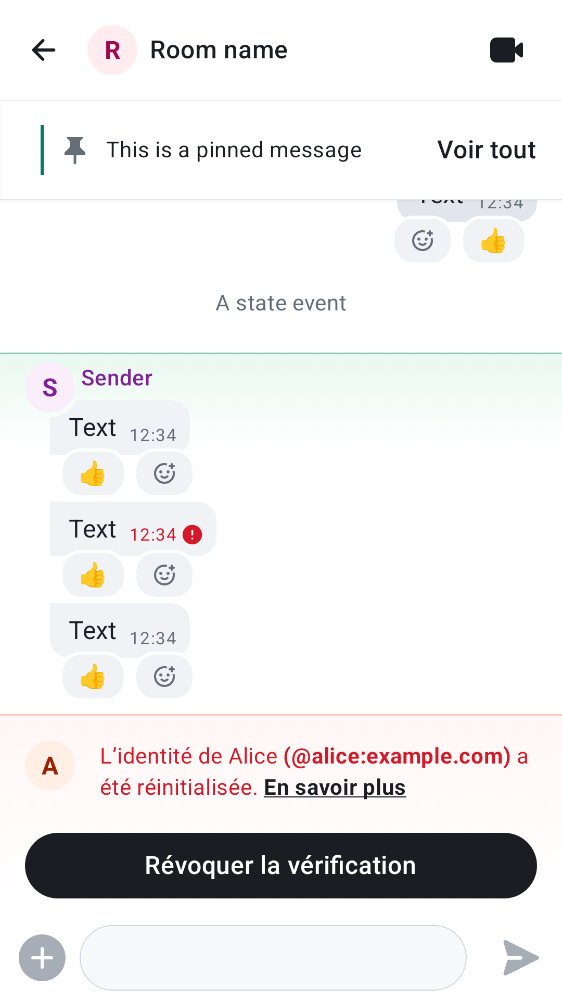 R Room name
This is a pinned message Voir tout
Text 12:34
👍
A state event
S Sender
Text 12:34
👍
Text 12:34
👍
Text 12:34
👍
A L’identité de Alice (@alice:example.com) a
été réinitialisée. En savoir plus
Révoquer la vérification